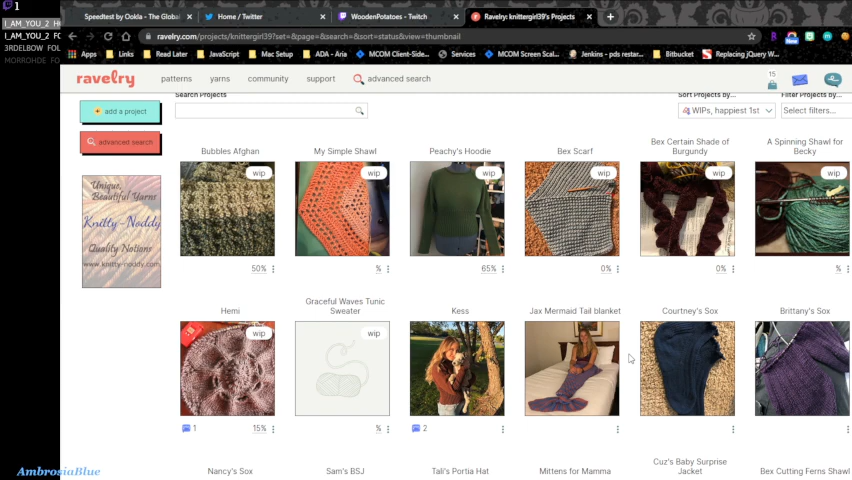 1
Speedtest by Ookla - The Global
Home / Twitter
WoodenPotatoes - Twitch
Ravelry: knittergirl39's Projects
I_AM_YOU_2
I_AM_YOU_2 FO
3RDELBOW FOL
MORROHDE FO
ravelry.com/projects/knittergirl39?set=&page=&search=&sort=status&view=thumbnail
Apps
Links
Read Later
JavaScript
Mac Setup
ADA - Aria
MCOM Client-Side...
Services
MCOM Screen Scal...
Jenkins - pds restar...
Bitbucket
Replacing jQuery W...
ravelry
patterns
yarns
community
support
advanced search
15
add a project
Search Projects
Sort Projects by...
Filter Projects by...
WIPs, happiest 1st
Select filters...
advanced search
Unique,
Beautiful Yarns
Knitty-Noddy
Quality Notions
www.knitty-noddy.com
Bubbles Afghan
My Simple Shawl
Peachy's Hoodie
Bex Scarf
Bex Certain Shade of
Burgundy
A Spinning Shawl for
Becky
wip
wip
wip
wip
wip
wip
50%
%
65%
0%
0%
%
Hemi
Graceful Waves Tunic
Sweater
Kess
Jax Mermaid Tail blanket
Courtney's Sox
Brittany's Sox
wip
wip
1
15%
%
2
Nancy's Sox
Sam's BSJ
Tali's Portia Hat
Mittens for Mamma
Cuz's Baby Surprise
Jacket
Bex Cutting Ferns Shawl
AmbrosiaBlue